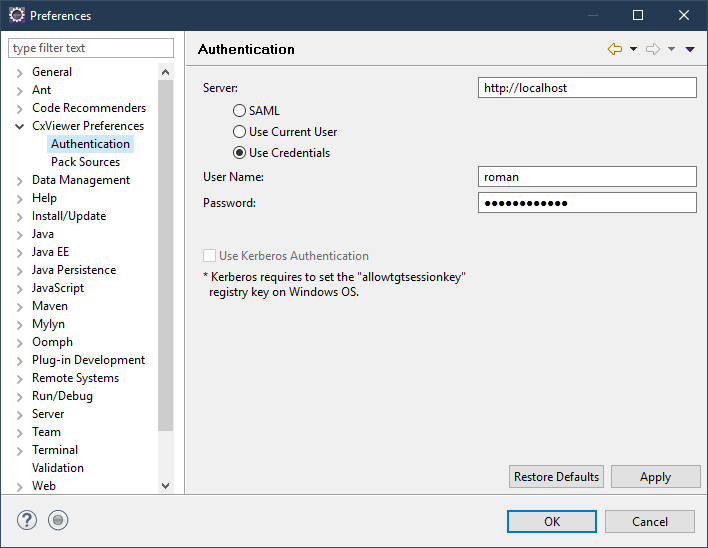 Preferences
type filter text
General
Ant
Code Recommenders
CxViewer Preferences
Authentication
Pack Sources
Data Management
Help
Install/Update
Java
Java EE
Java Persistence
JavaScript
Maven
Mylyn
Oomph
Plug-in Development
Remote Systems
Run/Debug
Server
Team
Terminal
Validation
Web
Authentication
Server:
http://localhost
SAML
Use Current User
Use Credentials
User Name:
roman
Password:
●●●●●●●●●●●●
Use Kerberos Authentication
* Kerberos requires to set the "allowtgtsessionkey"
registry key on Windows OS.
Restore Defaults
Apply
?
OK
Cancel